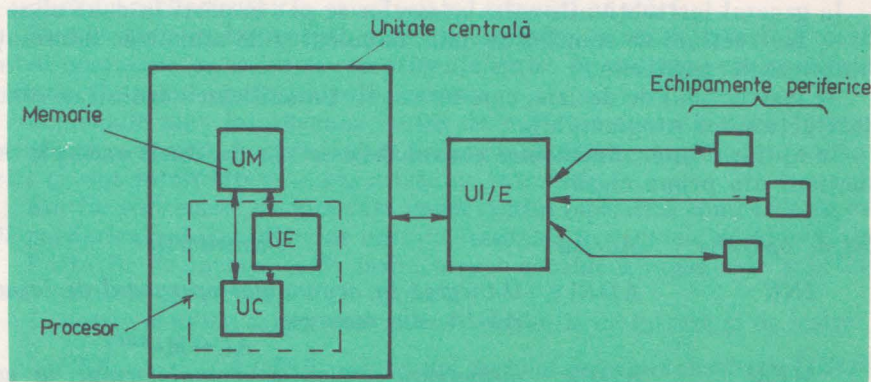 Unitate centrală
Echipamente periferice
Memorie
UM
UE
UI/E
UC
Procesor